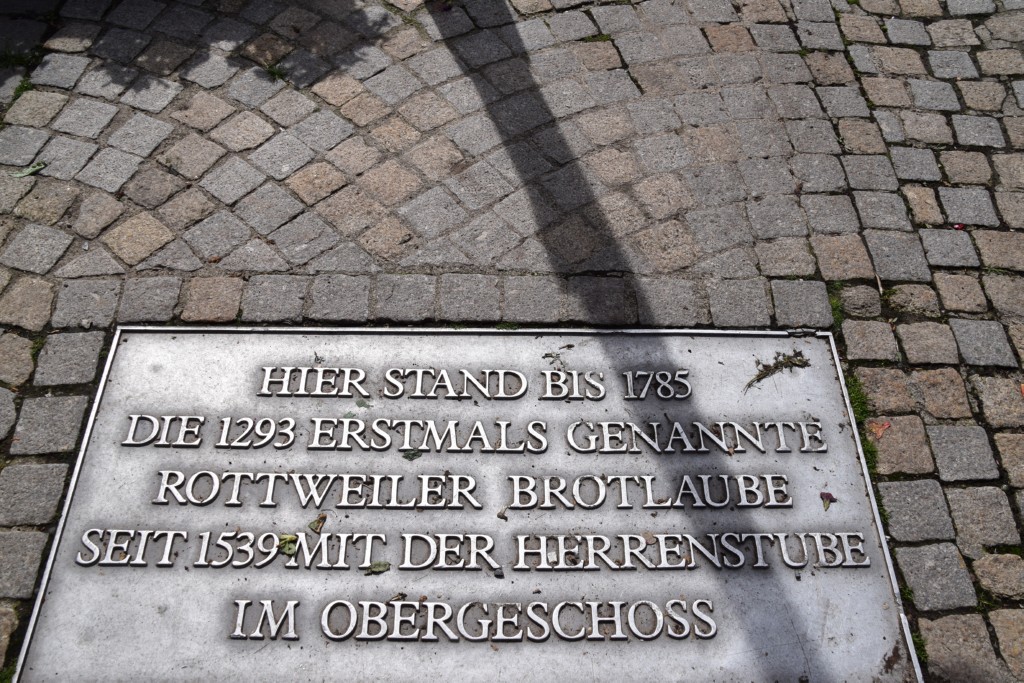 HIER STAND BIS 1785
DIE 1293 ERSTMALS GENANNTE
ROTTWEILER BROTLAUBE
SEIT 1539 MIT DER HERRENSTUBE
IM OBERGESCHOSS